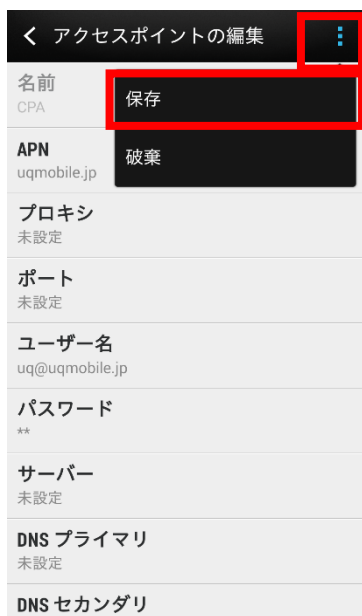 アクセスポイントの編集
名前
CPA
保存
APN
uqmobile.jp
破棄
プロキシ
未設定
ポート
未設定
ユーザー名
uq@uqmobile.jp
パスワード
**
サーバー
未設定
DNS プライマリ
未設定
DNS セカンダリ